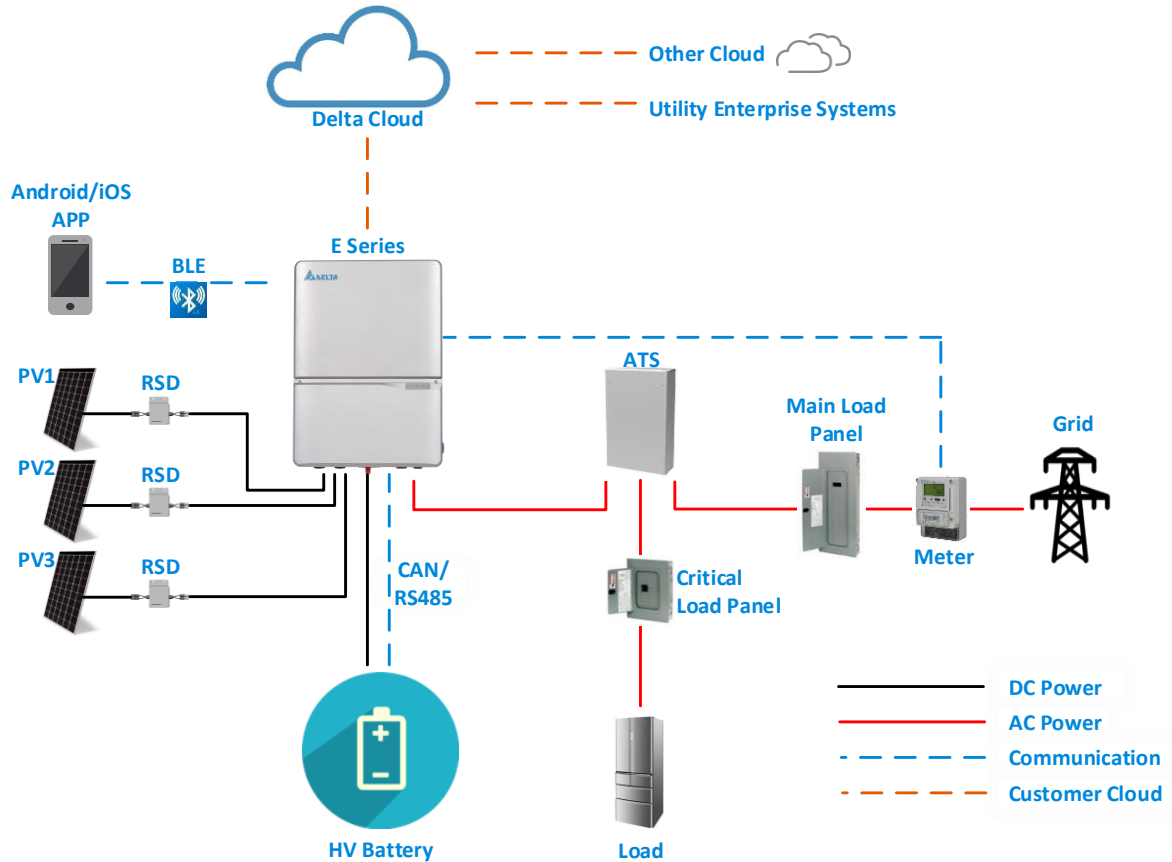 Other Cloud
Utility Enterprise Systems
Delta Cloud
Android/iOS
APP
E Series
BLE
DELTA
ATS
PV1
RSD
Main Load
Panel
Grid
PV2
RSD
Meter
PV3
RSD
CAN/
RS485
Critical
Load Panel
DC Power
AC Power
Communication
Customer Cloud
HV Battery
Load